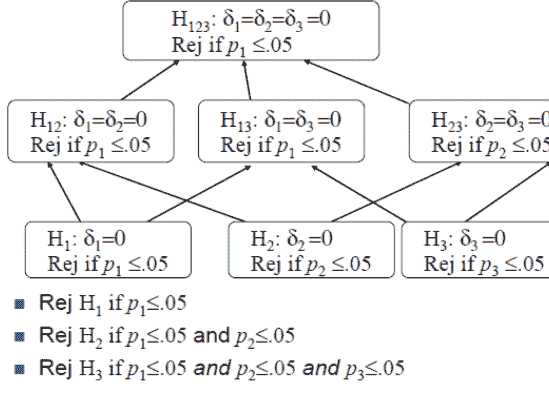 H₁₂₃: δ₁=δ₂=δ₃ =0
Rej if p₁ ≤.05
H₁₂: δ₁=δ₂=0
Rej if p₁ ≤.05
H₁₃: δ₁=δ₃=0
Rej if p₁ ≤.05
H₂₃: δ₂=δ₃=0
Rej if p₂ ≤.05
H₁: δ₁=0
Rej if p₁ ≤.05
H₂: δ₂=0
Rej if p₂ ≤.05
H₃: δ₃=0
Rej if p₃ ≤.05
▪ Rej H₁ if p₁≤.05
▪ Rej H₂ if p₁≤.05 and p₂≤.05
▪ Rej H₃ if p₁≤.05 and p₂≤.05 and p₃≤.05